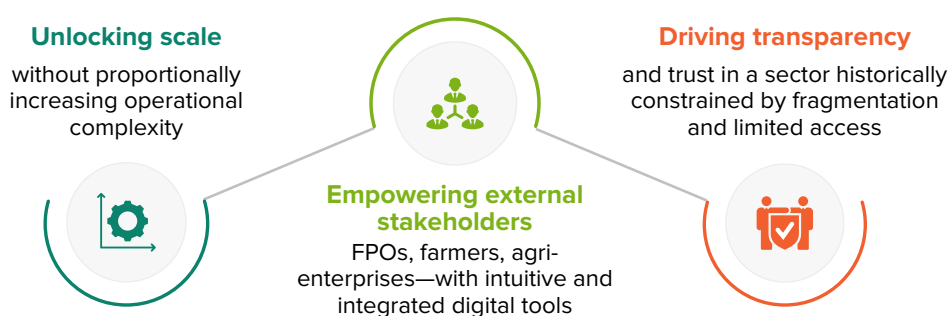 Unlocking scale
without proportionally
increasing operational
complexity
Empowering external
stakeholders
FPOs, farmers, agri-
enterprises—with intuitive and
integrated digital tools
Driving transparency
and trust in a sector historically
constrained by fragmentation
and limited access